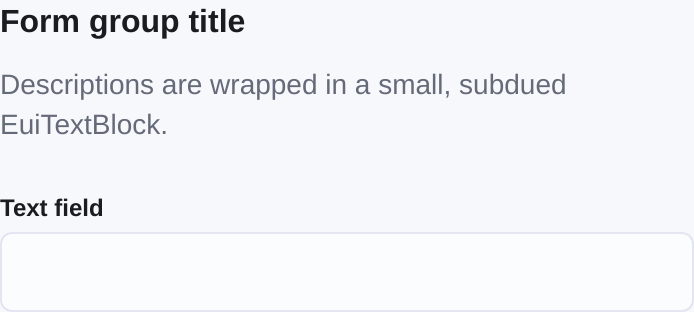 Form group title
Descriptions are wrapped in a small, subdued
EuiTextBlock.
Text field